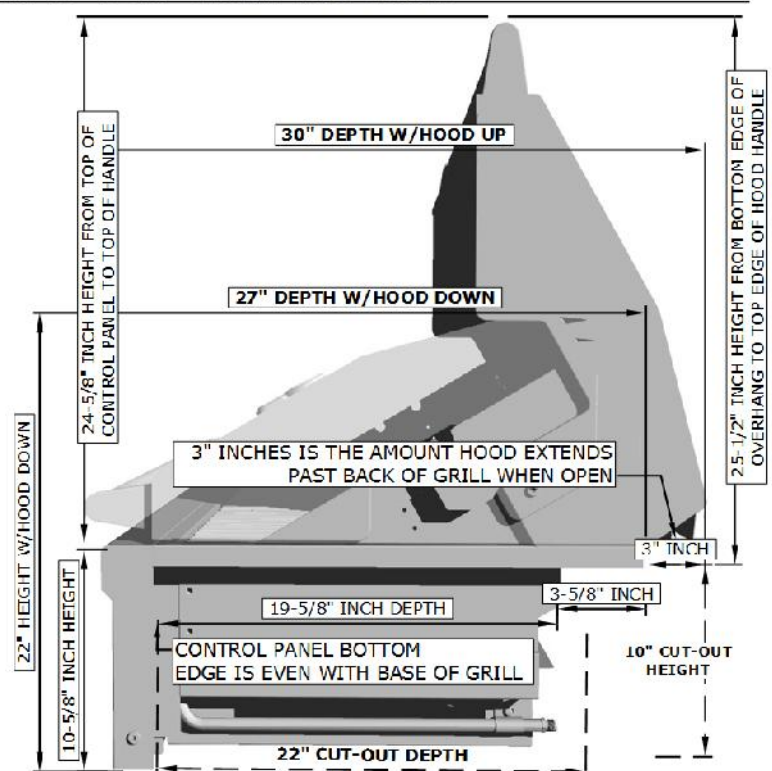 24-5/8" INCH HEIGHT FROM TOP OF
CONTROL PANEL TO TOP OF HANDLE
30" DEPTH W/HOOD UP
25-1/2" INCH HEIGHT FROM BOTTOM EDGE OF
OVERHANG TO TOP EDGE OF HOOD HANDLE
27" DEPTH W/HOOD DOWN
22" HEIGHT W/HOOD DOWN
3" INCHES IS THE AMOUNT HOOD EXTENDS
PAST BACK OF GRILL WHEN OPEN
3" INCH
10-5/8" INCH HEIGHT
19-5/8" INCH DEPTH
3-5/8" INCH
CONTROL PANEL BOTTOM
EDGE IS EVEN WITH BASE OF GRILL
10" CUT-OUT
HEIGHT
22" CUT-OUT DEPTH